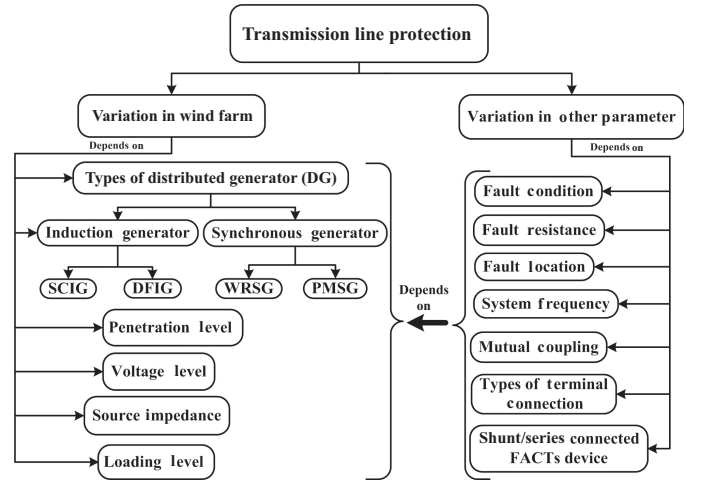 Transmission line protection
Variation in wind farm
Variation in other parameter
Depends on
Depends on
Types of distributed generator (DG)
Induction generator
Synchronous generator
SCIG
DFIG
WRSG
PMSG
Penetration level
Voltage level
Source impedance
Loading level
Depends
on
Fault condition
Fault resistance
Fault location
System frequency
Mutual coupling
Types of terminal
connection
Shunt/series connected
FACTs device